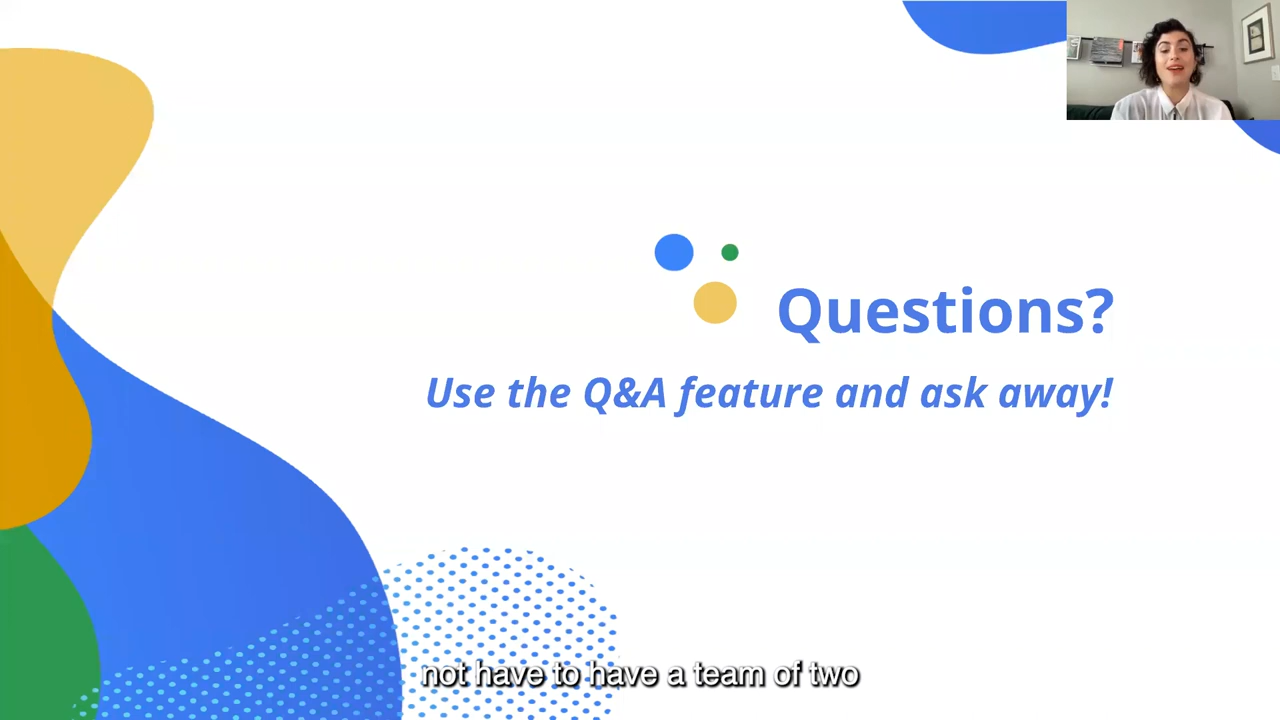 Questions?
Use the Q&A feature and ask away!
not have to have a team of two